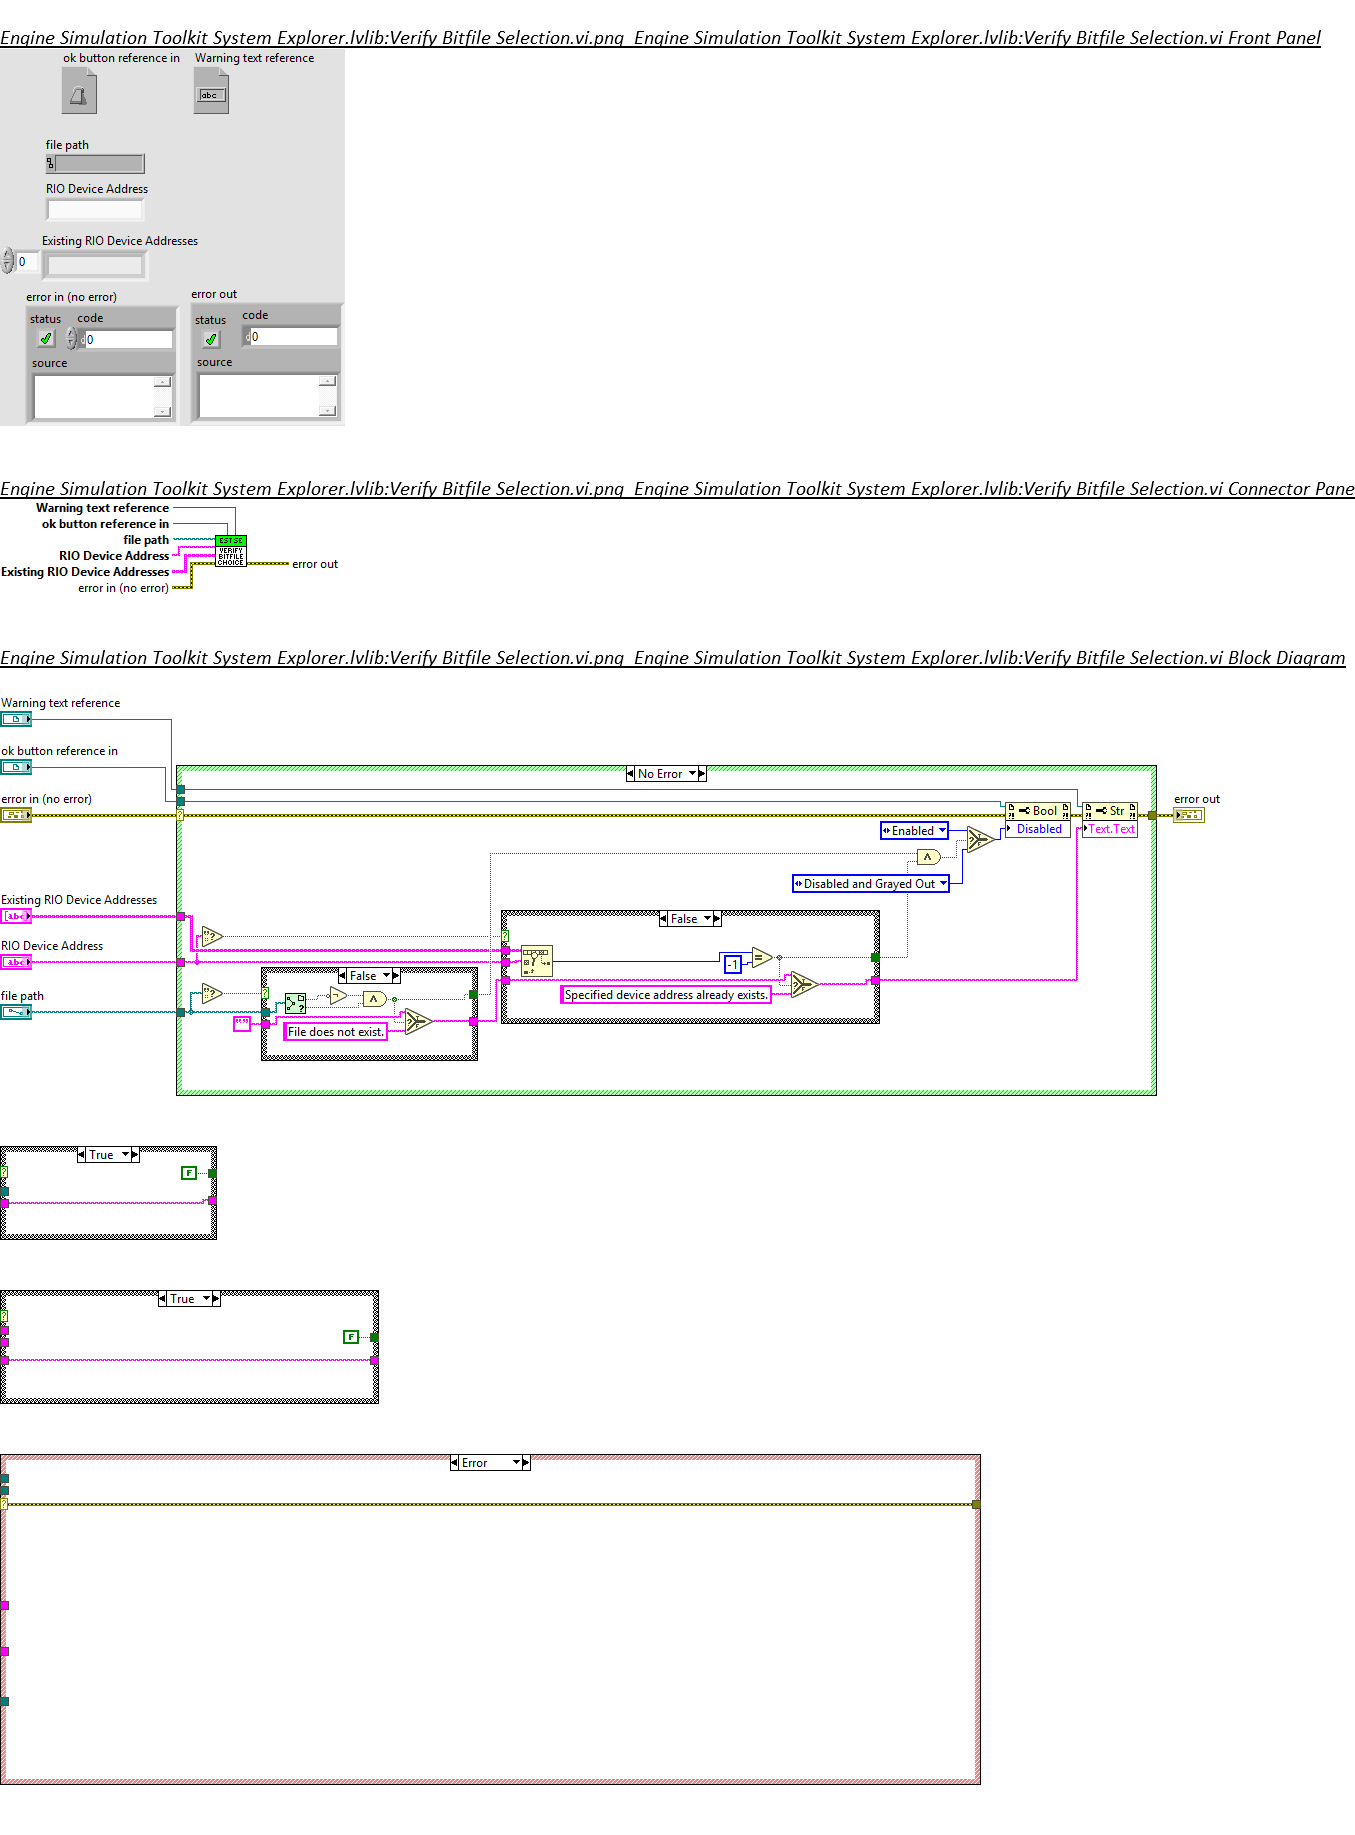 Engine Simulation Toolkit System Explorer.lvlib:Verify Bitfile Selection.vi.png  Engine Simulation Toolkit System Explorer.lvlib:Verify Bitfile Selection.vi Front Panel
ok button reference in Warning text reference
abc
file path
RIO Device Address
Existing RIO Device Addresses
0
error in (no error) error out
status code status code
0 0
source source
Engine Simulation Toolkit System Explorer.lvlib:Verify Bitfile Selection.vi.png  Engine Simulation Toolkit System Explorer.lvlib:Verify Bitfile Selection.vi Connector Pane
Warning text reference
ok button reference in
file path
RIO Device Address
Existing RIO Device Addresses
error in (no error)
EST SE
VERIFY
BITFILE
CHOICE
error out
Engine Simulation Toolkit System Explorer.lvlib:Verify Bitfile Selection.vi.png  Engine Simulation Toolkit System Explorer.lvlib:Verify Bitfile Selection.vi Block Diagram
Warning text reference
ok button reference in
No Error
error in (no error)
error out
Bool Str
Enabled Disabled Text.Text
Disabled and Grayed Out
Existing RIO Device Addresses
abc
False
RIO Device Address
abc
-1
False
file path
Specified device address already exists.
File does not exist.
True
F
True
F
Error